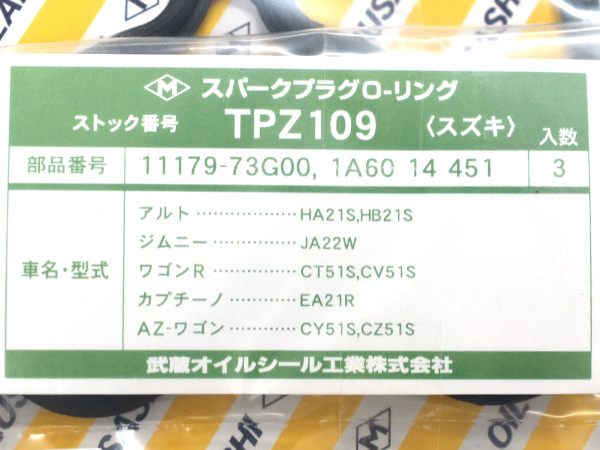 M スパークプラグO-リング
ストック番号 TPZ109 〈スズキ〉 入数
部品番号 11179-73G00, 1A60 14 451 3
車名・型式
アルト ⋯⋯⋯⋯⋯⋯ HA21S,HB21S
ジムニー ⋯⋯⋯⋯⋯ JA22W
ワゴンR ⋯⋯⋯⋯⋯ CT51S,CV51S
カプチーノ ⋯⋯⋯⋯ EA21R
AZ-ワゴン ⋯⋯⋯⋯ CY51S,CZ51S
武蔵オイルシール工業株式会社